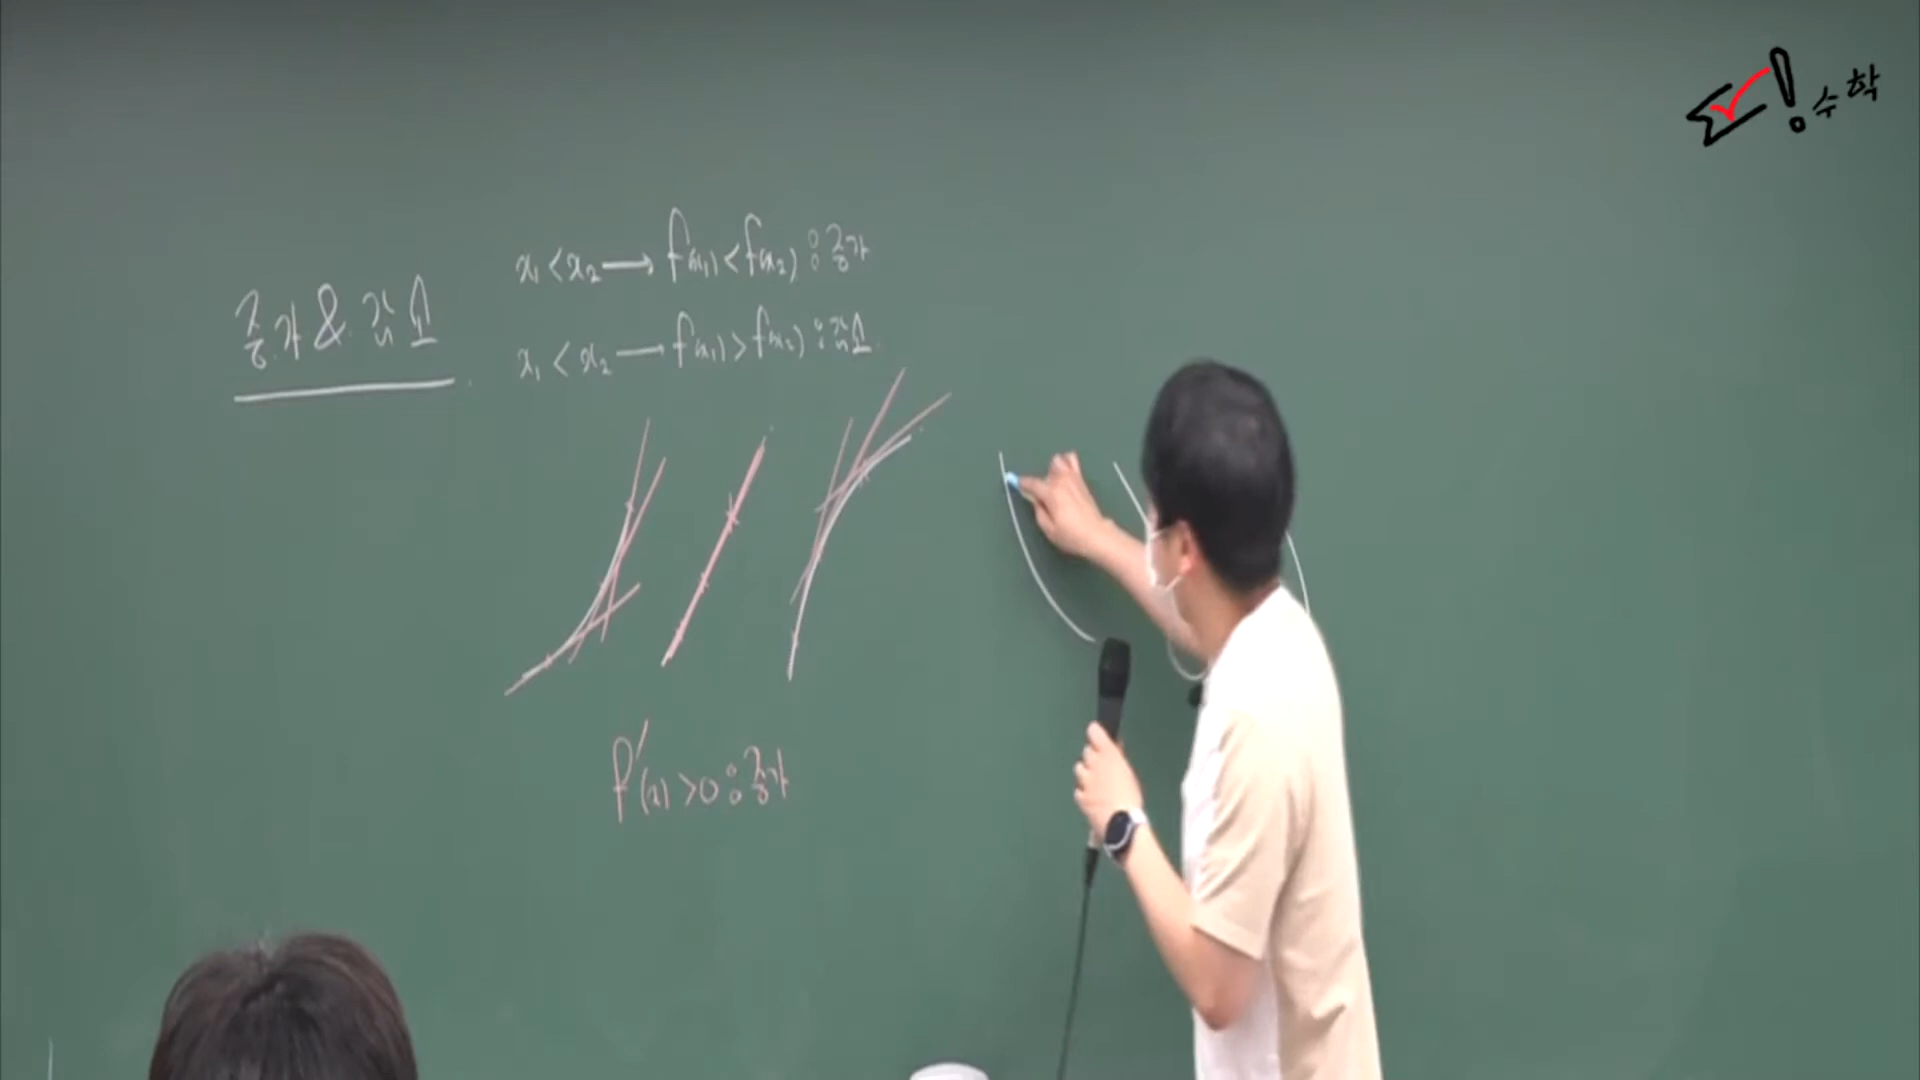 증가 & 감소
x₁ < x₂ → f(x₁) < f(x₂) : 증가
x₁ < x₂ → f(x₁) > f(x₂) : 감소
f'(x) > 0 : 증가
! 수학